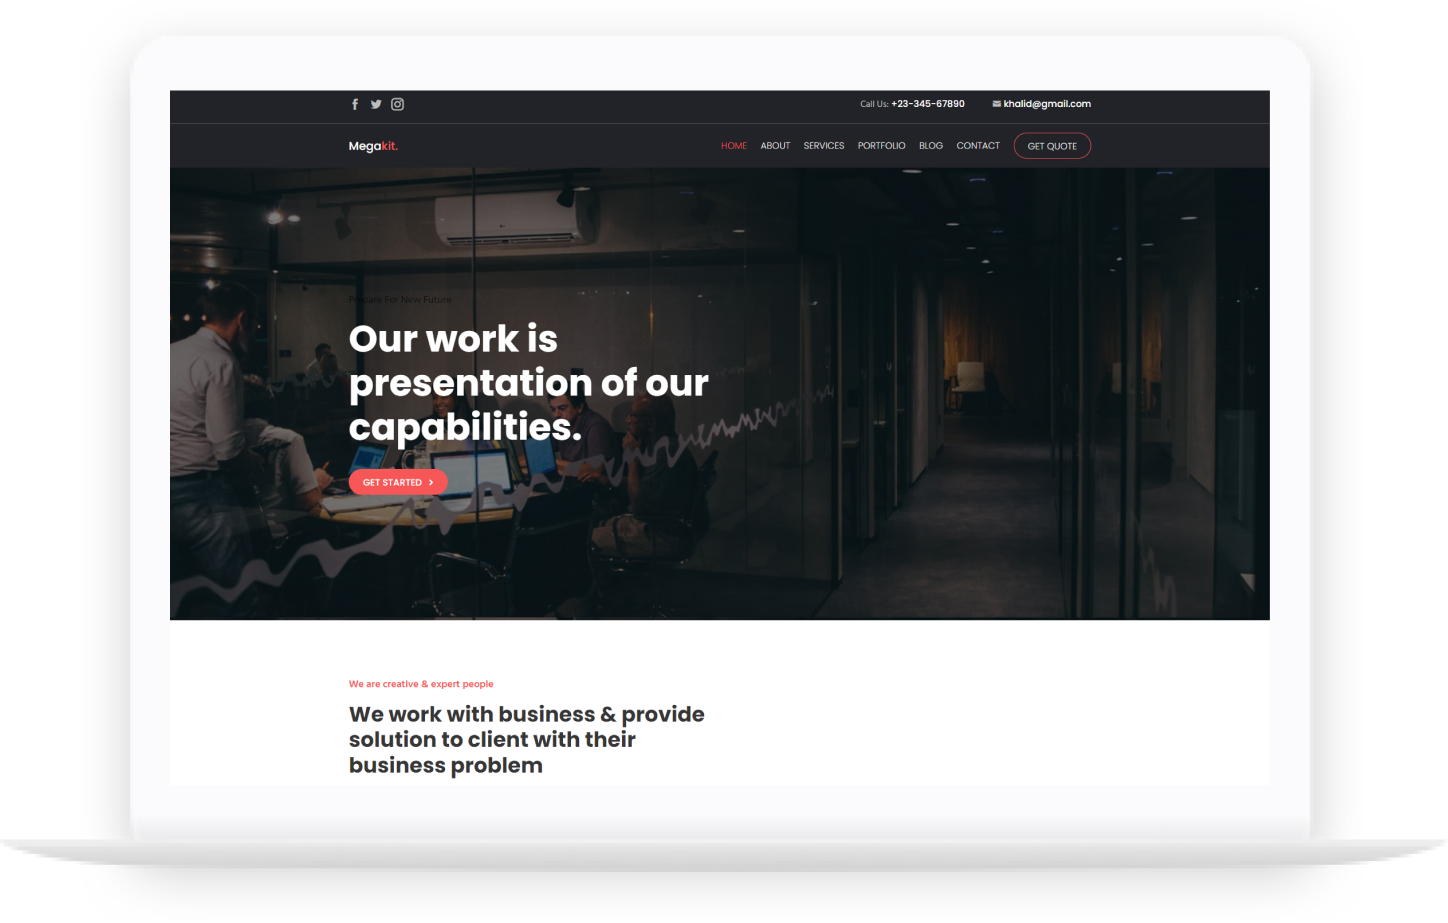 Call Us: +23-345-67890 khalid@gmail.com
Megakit. HOME ABOUT SERVICES PORTFOLIO BLOG CONTACT GET QUOTE
Prepare For New Future
Our work is
presentation of our
capabilities.
GET STARTED
We are creative & expert people
We work with business & provide
solution to client with their
business problem